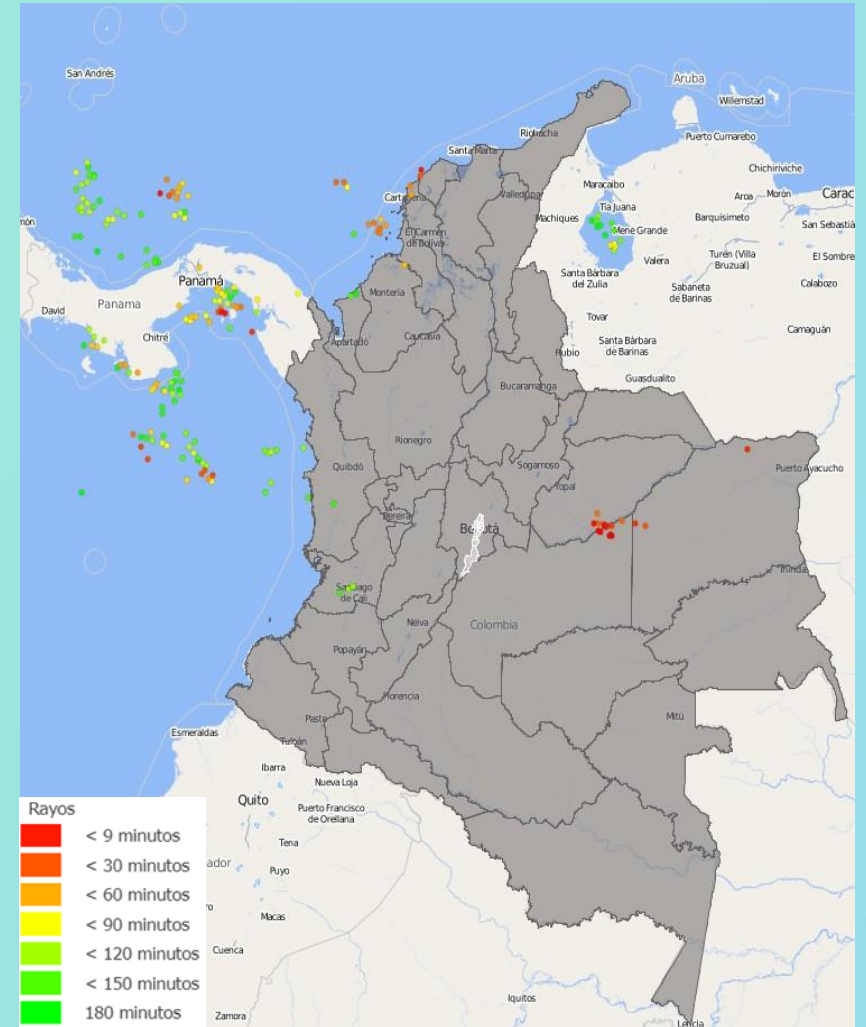 San Andrés
Aruba
Willemstad
Riohacha
Puerto Cumarebo
Santa Marta
Chichiriviche
Maracaibo
Valledupar
Cartagena
Tía Juana
Aroa
Morón
Carac
Machiques
Barquisimeto
San Sebastiá
El Carmen
de Bolívar
Mene Grande
Valera
Turén (Villa
Bruzual)
El Sombre
Panamá
Santa Bárbara
del Zulia
Sabaneta
de Barinas
Calabozo
Panama
Montería
David
Tovar
Camaguán
Chitré
Apartadó
Caucasia
Santa Bárbara
de Barinas
Rubio
Guasdualito
Bucaramanga
Rionegro
Quibdó
Sogamoso
Puerto Ayacucho
Yopal
Pereira
Bogotá
Inírida
Santiago
de Cali
Neiva
Colombia
Popayán
Florencia
Mitú
Pasto
Esmeraldas
Tulcán
Ibarra
Nueva Loja
Quito
Puerto Francisco
de Orellana
Tena
ador
Puyo
Macas
Cuenca
Iquitos
Zamora
Leticia
Rayos
< 9 minutos
< 30 minutos
< 60 minutos
< 90 minutos
< 120 minutos
< 150 minutos
180 minutos